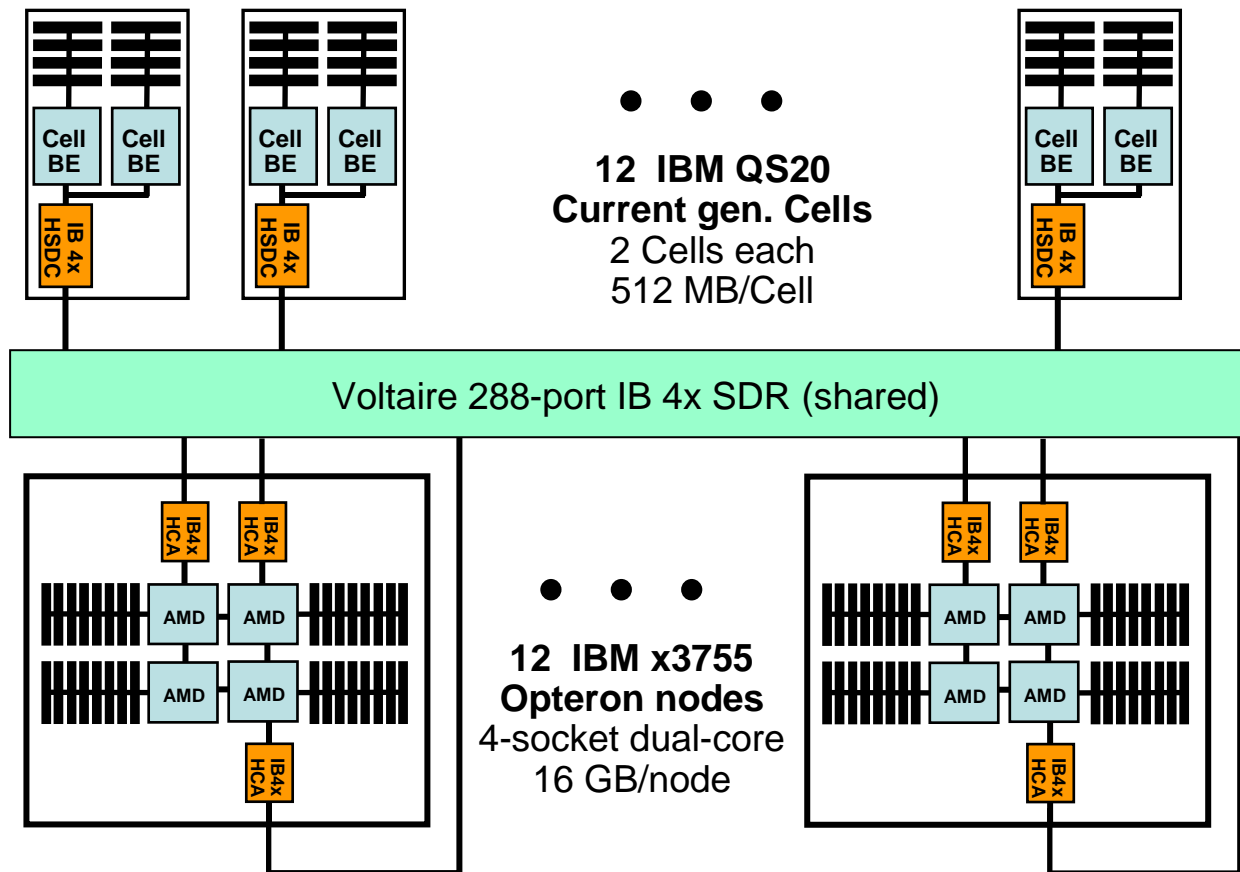 Cell
BE
Cell
BE
IB 4x
HSDC
Cell
BE
Cell
BE
IB 4x
HSDC
12 IBM QS20
Current gen. Cells
2 Cells each
512 MB/Cell
Cell
BE
Cell
BE
IB 4x
HSDC
Voltaire 288-port IB 4x SDR (shared)
IB4x
HCA
IB4x
HCA
AMD
AMD
AMD
AMD
IB4x
HCA
12 IBM x3755
Opteron nodes
4-socket dual-core
16 GB/node
IB4x
HCA
IB4x
HCA
AMD
AMD
AMD
AMD
IB4x
HCA